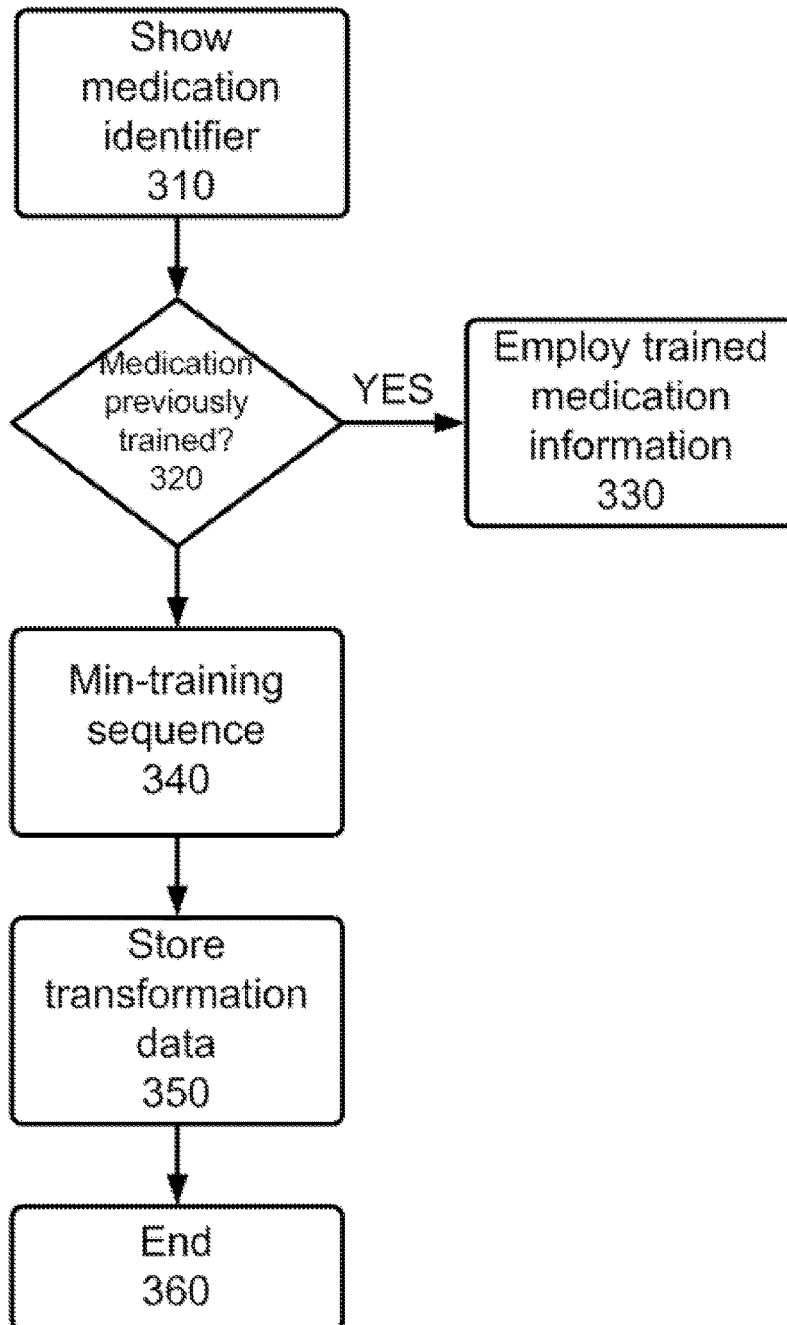 Show
medication
identifier
310
Medication
previously
trained?
320
YES
Employ trained
medication
information
330
Min-training
sequence
340
Store
transformation
data
350
End
360